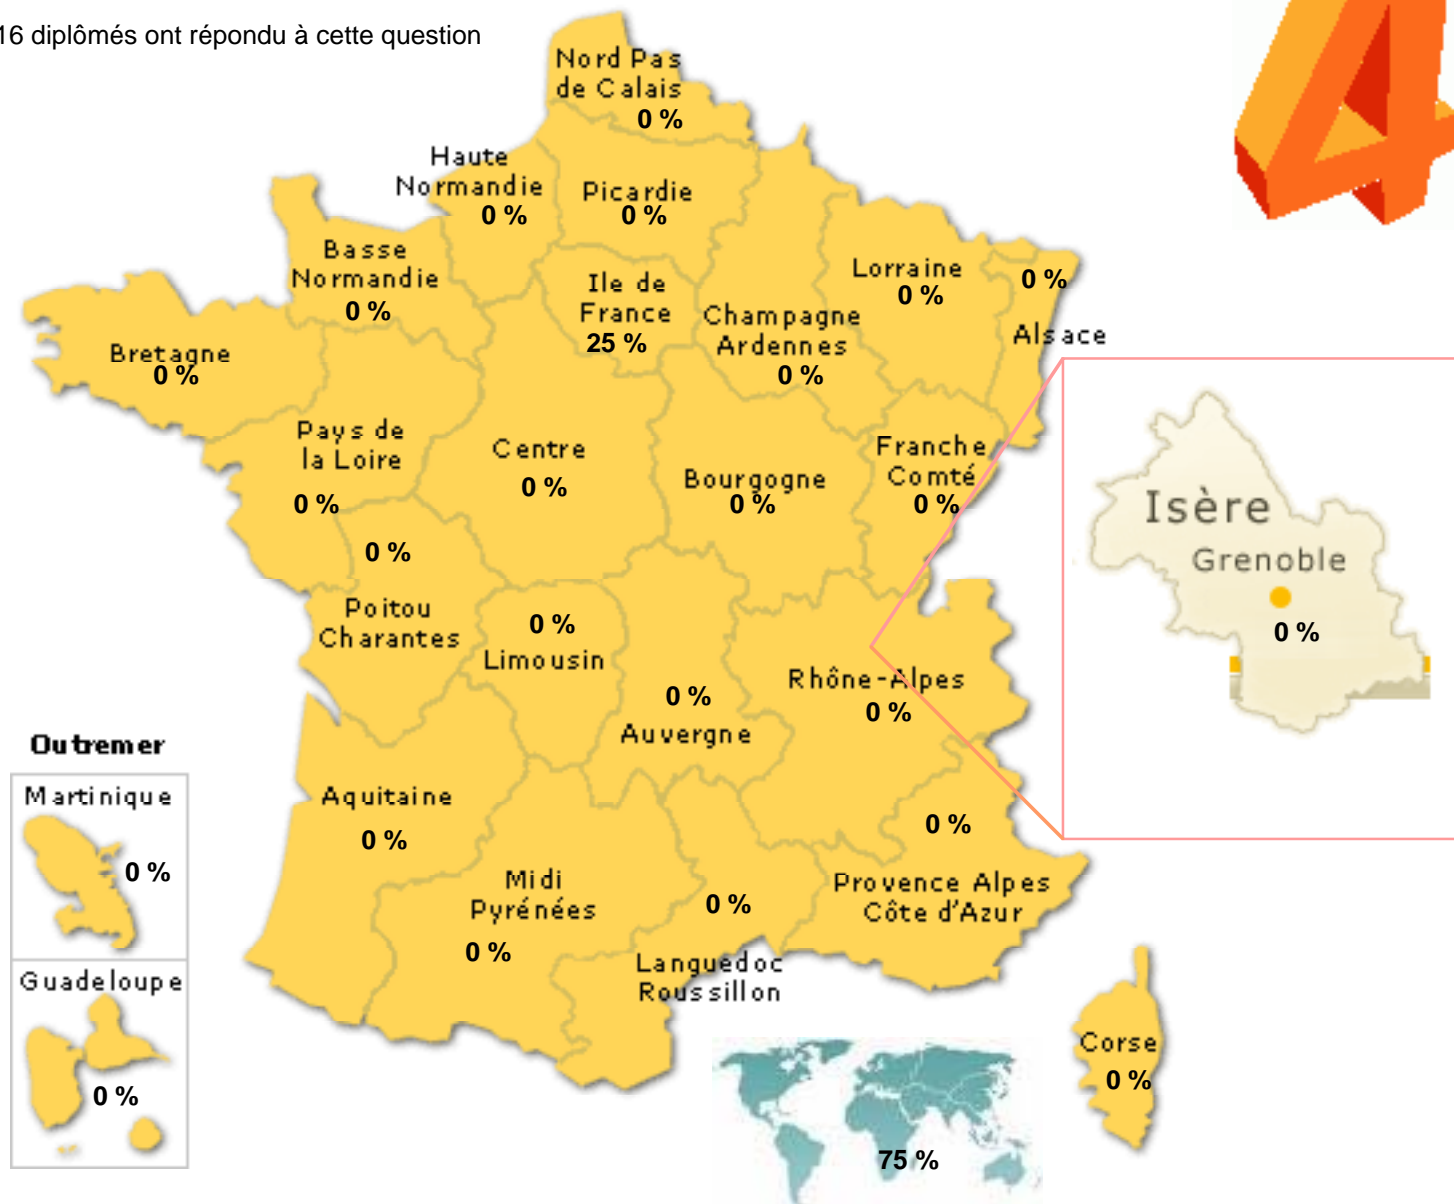 16 diplômés ont répondu à cette question
4
Nord Pas
de Calais
0 %
Haute
Normandie
0 %
Picardie
0 %
Basse
Normandie
0 %
Ile de
France
25 %
Champagne
Ardennes
0 %
Lorraine
0 %
0 %
Alsace
Bretagne
0 %
Pays de
la Loire
0 %
Centre
0 %
Bourgogne
0 %
Franche
Comté
0 %
Isère
Grenoble
0 %
0 %
Poitou
Charantes
0 %
Limousin
0 %
Auvergne
Rhône-Alpes
0 %
Outremer
Martinique
0 %
Guadeloupe
0 %
Aquitaine
0 %
Midi
Pyrénées
0 %
0 %
Languedoc
Roussillon
0 %
Provence Alpes
Côte d'Azur
Corse
0 %
75 %